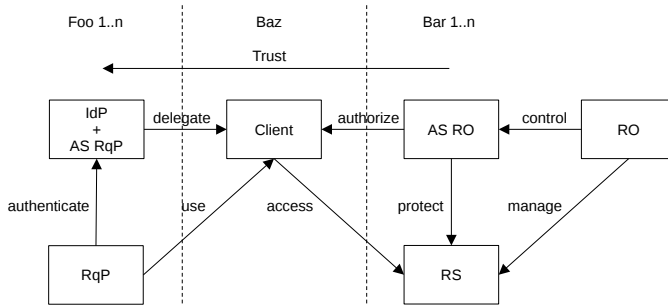 Foo 1..n
Baz
Bar 1..n
Trust
IdP
+
AS RqP
delegate
Client
authorize
AS RO
control
RO
authenticate
use
access
protect
manage
RqP
RS